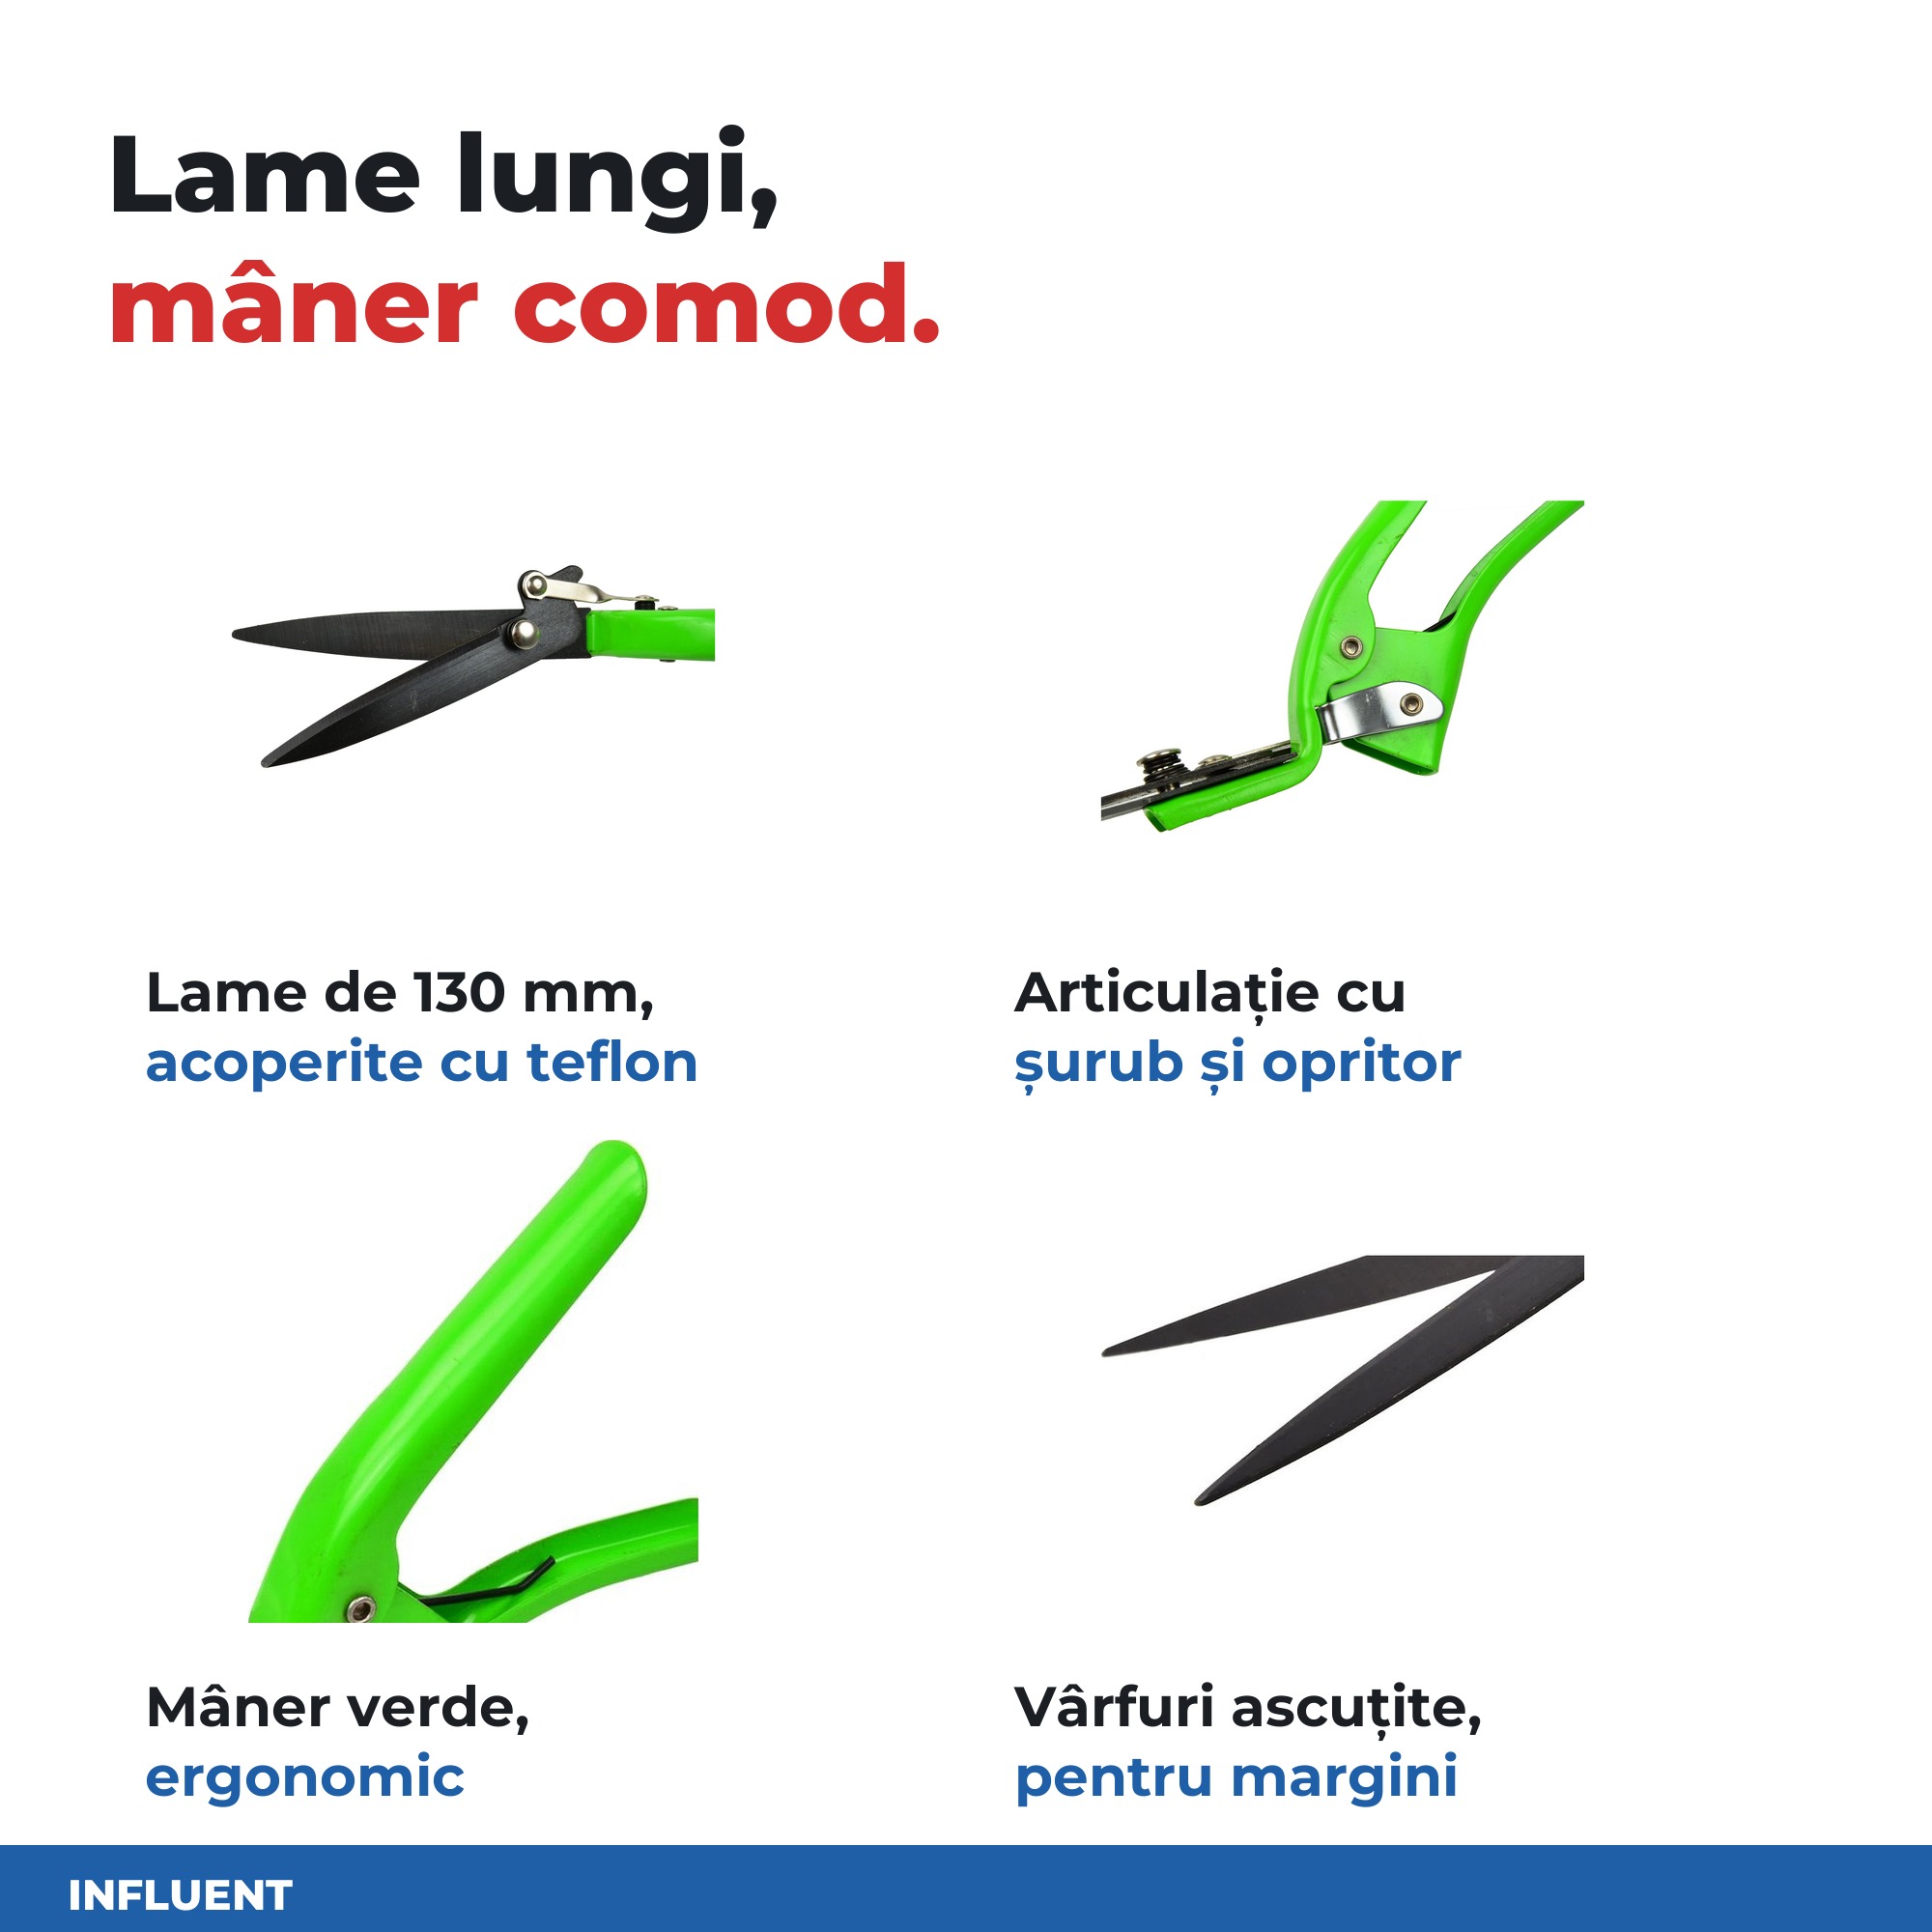 Lame lungi,
mâner comod.
Lame de 130 mm,
acoperite cu teflon
Articulație cu
șurub și opritor
Mâner verde,
ergonomic
Vârfuri ascuțite,
pentru margini
INFLUENT